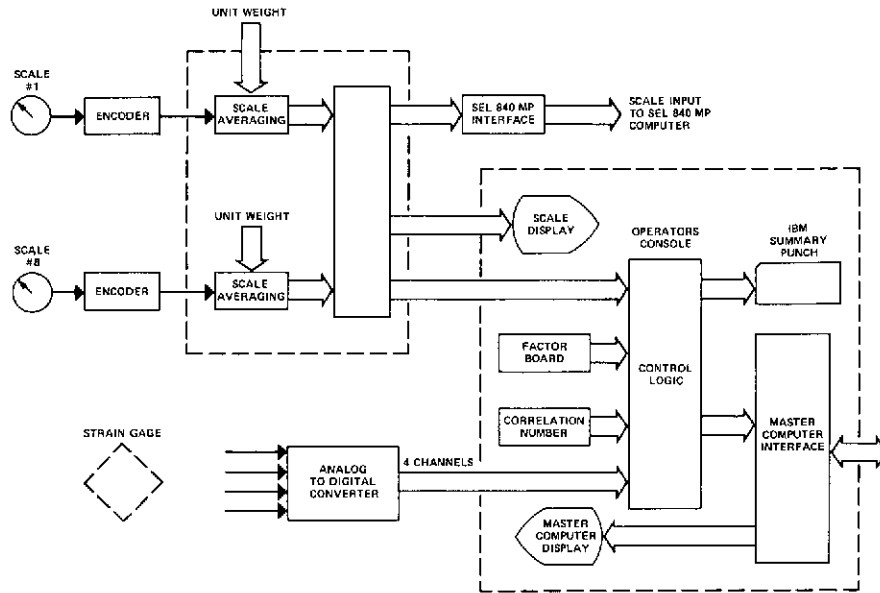 UNIT WEIGHT
SCALE
#1
ENCODER
SCALE
AVERAGING
SEL 840 MP
INTERFACE
SCALE INPUT
TO SEL 840 MP
COMPUTER
UNIT WEIGHT
SCALE
#8
ENCODER
SCALE
AVERAGING
SCALE
DISPLAY
OPERATORS
CONSOLE
IBM
SUMMARY
PUNCH
FACTOR
BOARD
CONTROL
LOGIC
CORRELATION
NUMBER
MASTER
COMPUTER
INTERFACE
STRAIN GAGE
ANALOG
TO DIGITAL
CONVERTER
4 CHANNELS
MASTER
COMPUTER
DISPLAY